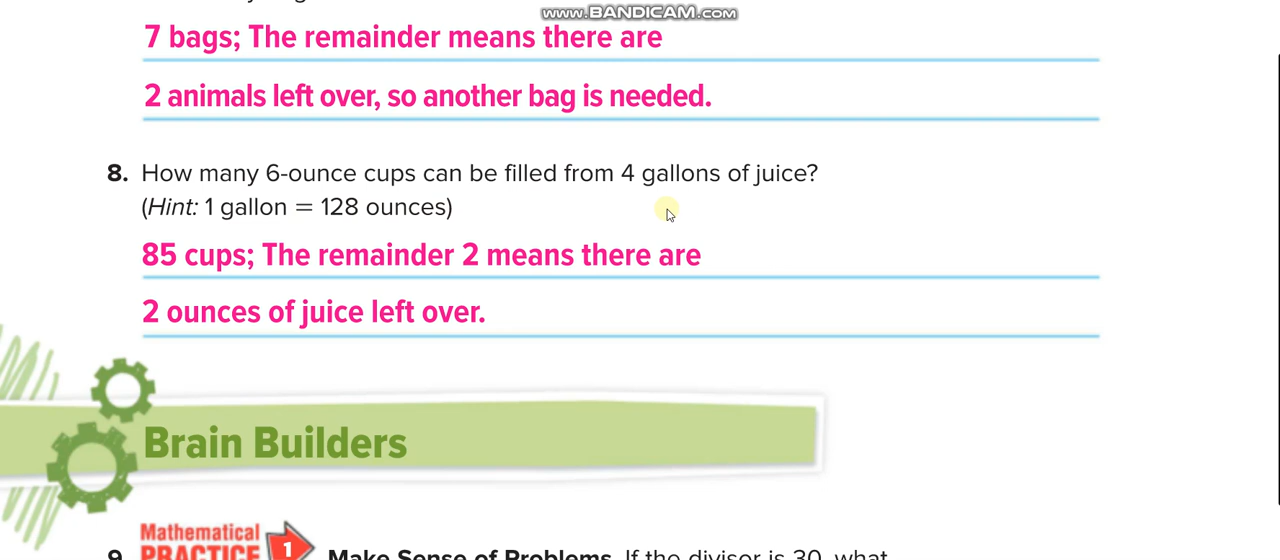 www.BANDICAM.com
7 bags; The remainder means there are
2 animals left over, so another bag is needed.
8. How many 6-ounce cups can be filled from 4 gallons of juice?
(Hint: 1 gallon = 128 ounces)
85 cups; The remainder 2 means there are
2 ounces of juice left over.
Brain Builders
Mathematical
9. PRACTICE 1 Make Sense of Problems If the divisor is 30, what